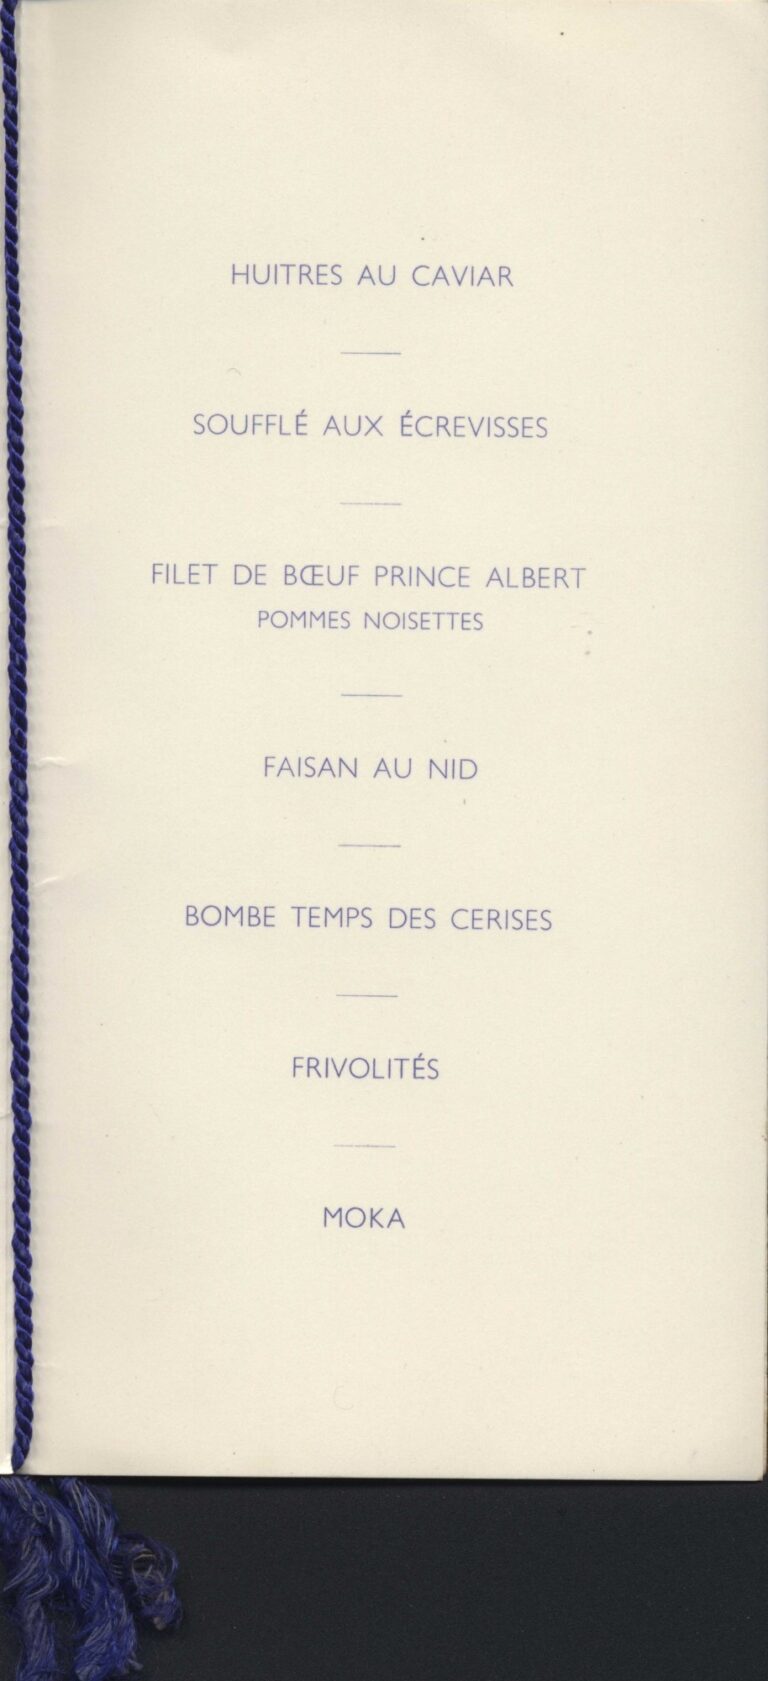 HUITRES AU CAVIAR
SOUFFLÉ AUX ÉCREVISSES
FILET DE BŒUF PRINCE ALBERT
POMMES NOISETTES
FAISAN AU NID
BOMBE TEMPS DES CERISES
FRIVOLITÉS
MOKA